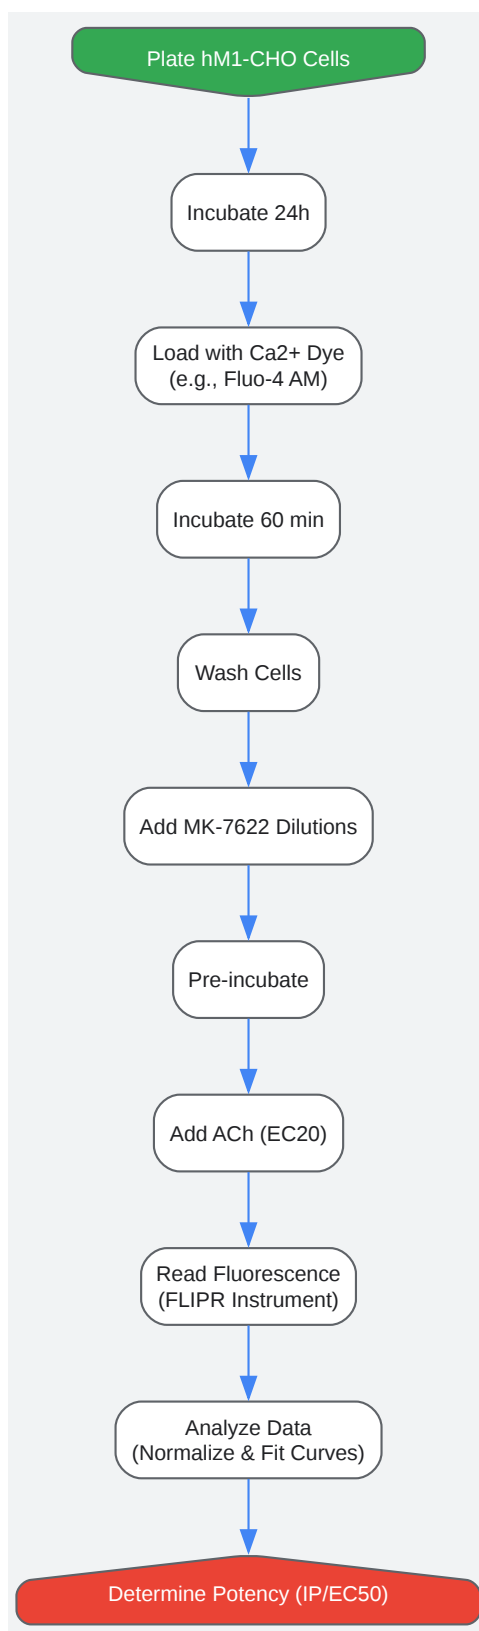 Plate hM1-CHO Cells
Incubate 24h
Load with Ca2+ Dye
(e.g., Fluo-4 AM)
Incubate 60 min
Wash Cells
Add MK-7622 Dilutions
Pre-incubate
Add ACh (EC20)
Read Fluorescence
(FLIPR Instrument)
Analyze Data
(Normalize & Fit Curves)
Determine Potency (IP/EC50)